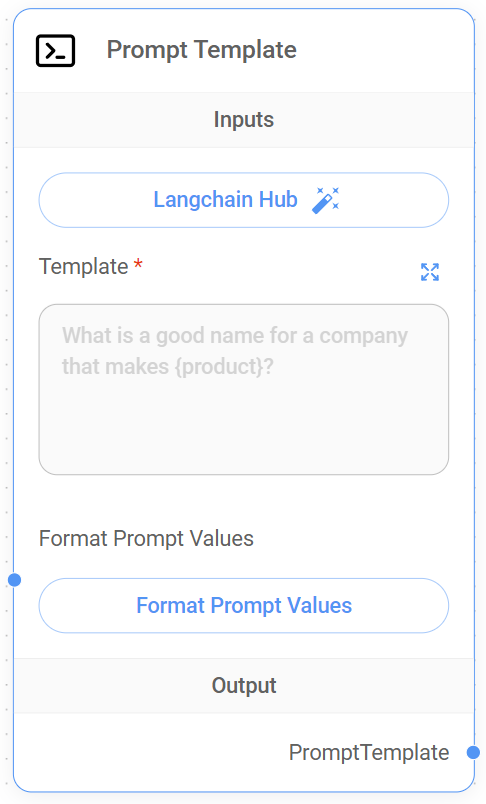 Prompt Template
Inputs
Langchain Hub
Template *
What is a good name for a company
that makes {product}?
Format Prompt Values
Format Prompt Values
Output
PromptTemplate